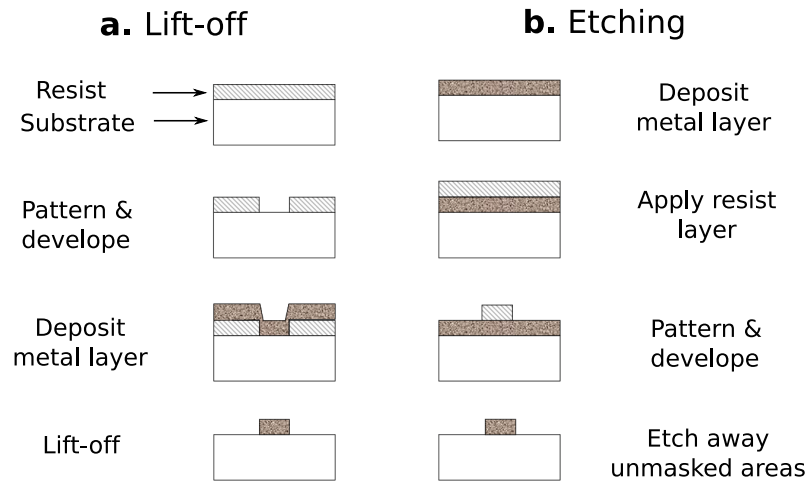 a. Lift-off
Resist
Substrate
Pattern &
develope
Deposit
metal layer
Lift-off
b. Etching
Deposit
metal layer
Apply resist
layer
Pattern &
develope
Etch away
unmasked areas